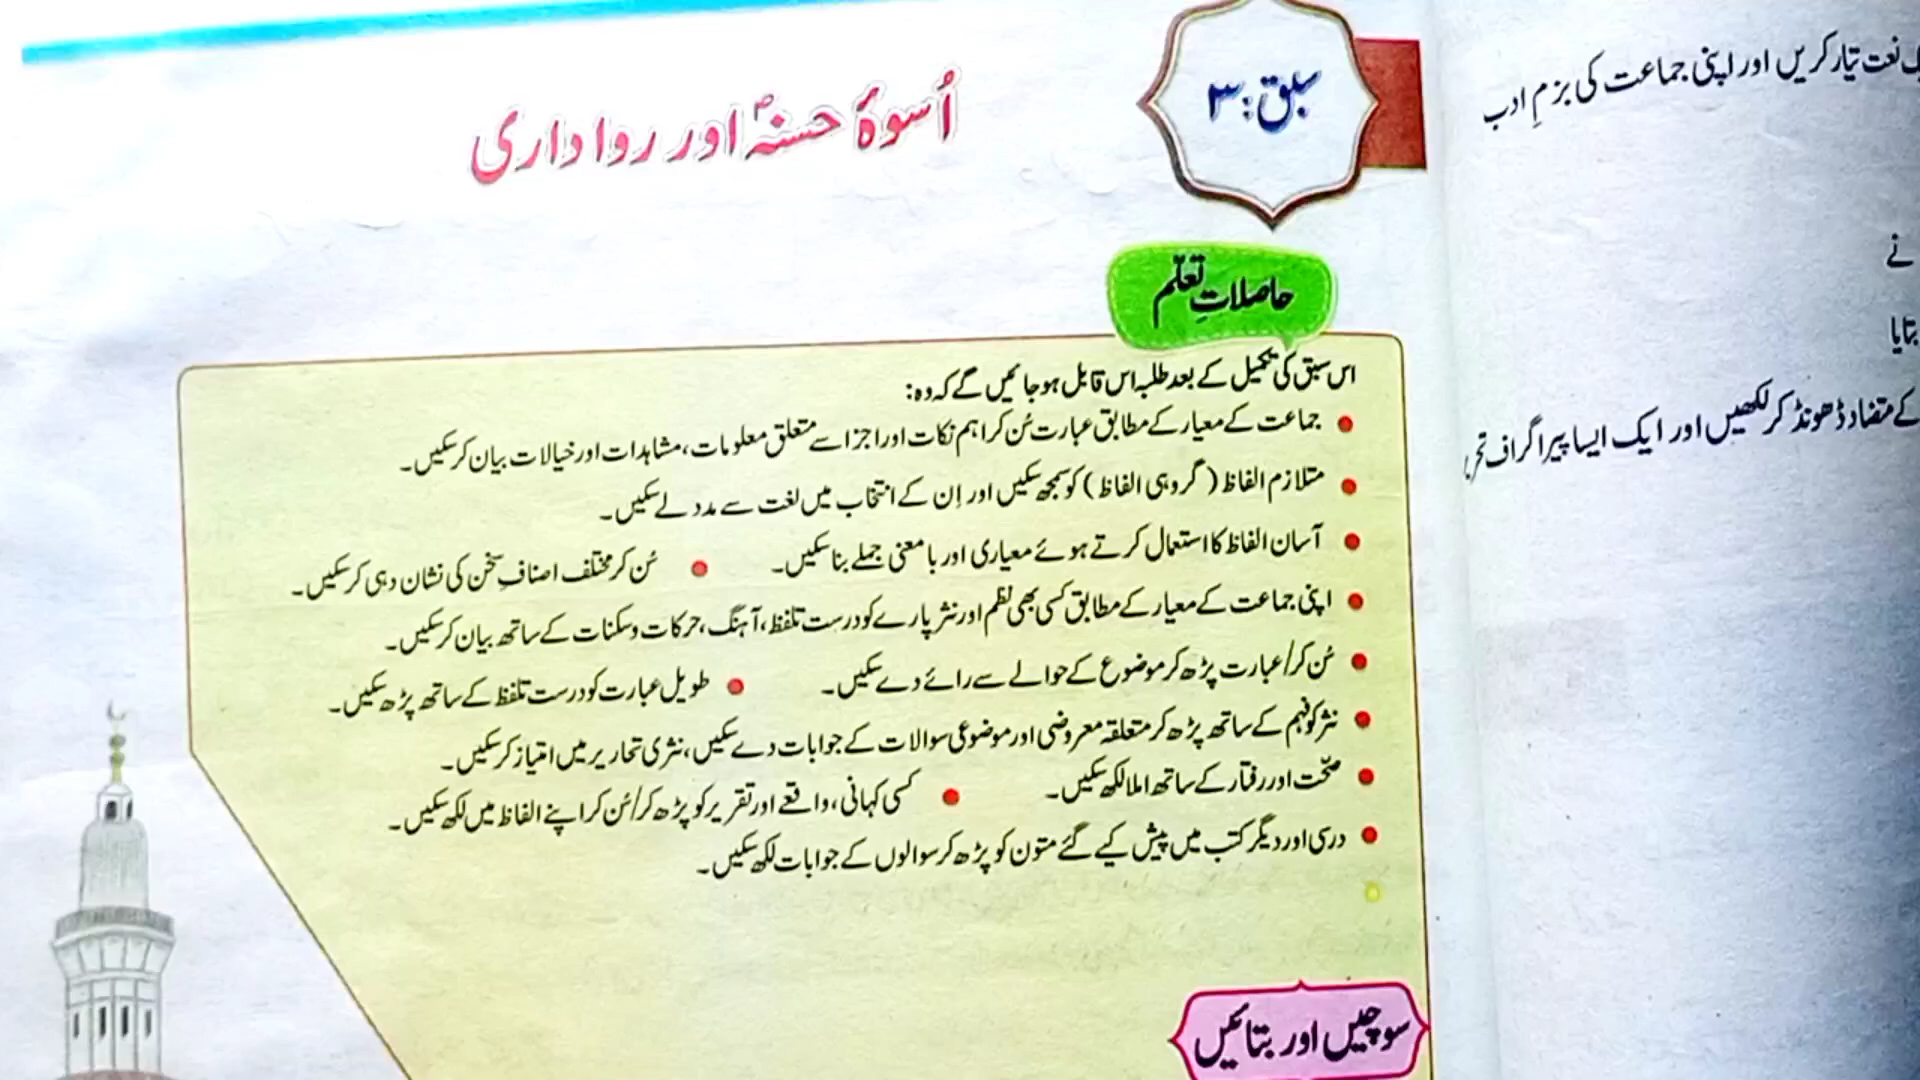 سبق: ۳
اُسوۂ حسنہؐ اور رواداری
حاصلاتِ تعلّم
اس سبق کی تکمیل کے بعد طلبہ اس قابل ہو جائیں گے کہ وہ:
جماعت کے معیار کے مطابق عبارت سُن کر اہم نکات اور اجزا سے متعلق معلومات، مشاہدات اور خیالات بیان کر سکیں۔
متلازم الفاظ (گروہی الفاظ) کو سمجھ سکیں اور اِن کے انتخاب میں لغت سے مدد لے سکیں۔
آسان الفاظ کا استعمال کرتے ہوئے معیاری اور با معنی جملے بنا سکیں۔ ● سُن کر مختلف اصنافِ سخن کی نشان دہی کر سکیں۔
اپنی جماعت کے معیار کے مطابق کسی بھی نظم اور نثر پارے کو درست تلفظ، آہنگ، حرکات و سکنات کے ساتھ بیان کر سکیں۔
سُن کر/عبارت پڑھ کر موضوع کے حوالے سے رائے دے سکیں۔ ● طویل عبارت کو درست تلفظ کے ساتھ پڑھ سکیں۔
نثر کو فہم کے ساتھ پڑھ کر متعلقہ معروضی اور موضوعی سوالات کے جوابات دے سکیں، نثری تحاریر میں امتیاز کر سکیں۔
صحّت اور رفتار کے ساتھ املا لکھ سکیں۔ ● کسی کہانی، واقعے اور تقریر کو پڑھ کر/سُن کر اپنے الفاظ میں لکھ سکیں۔
درسی اور دیگر کتب میں پیش کیے گئے متون کو پڑھ کر سوالوں کے جوابات لکھ سکیں۔
سوچیں اور بتائیں
نعت تیار کریں اور اپنی جماعت کی بزمِ ادب
نے
بتایا
کے متضاد ڈھونڈ کر لکھیں اور ایک ایسا پیراگراف